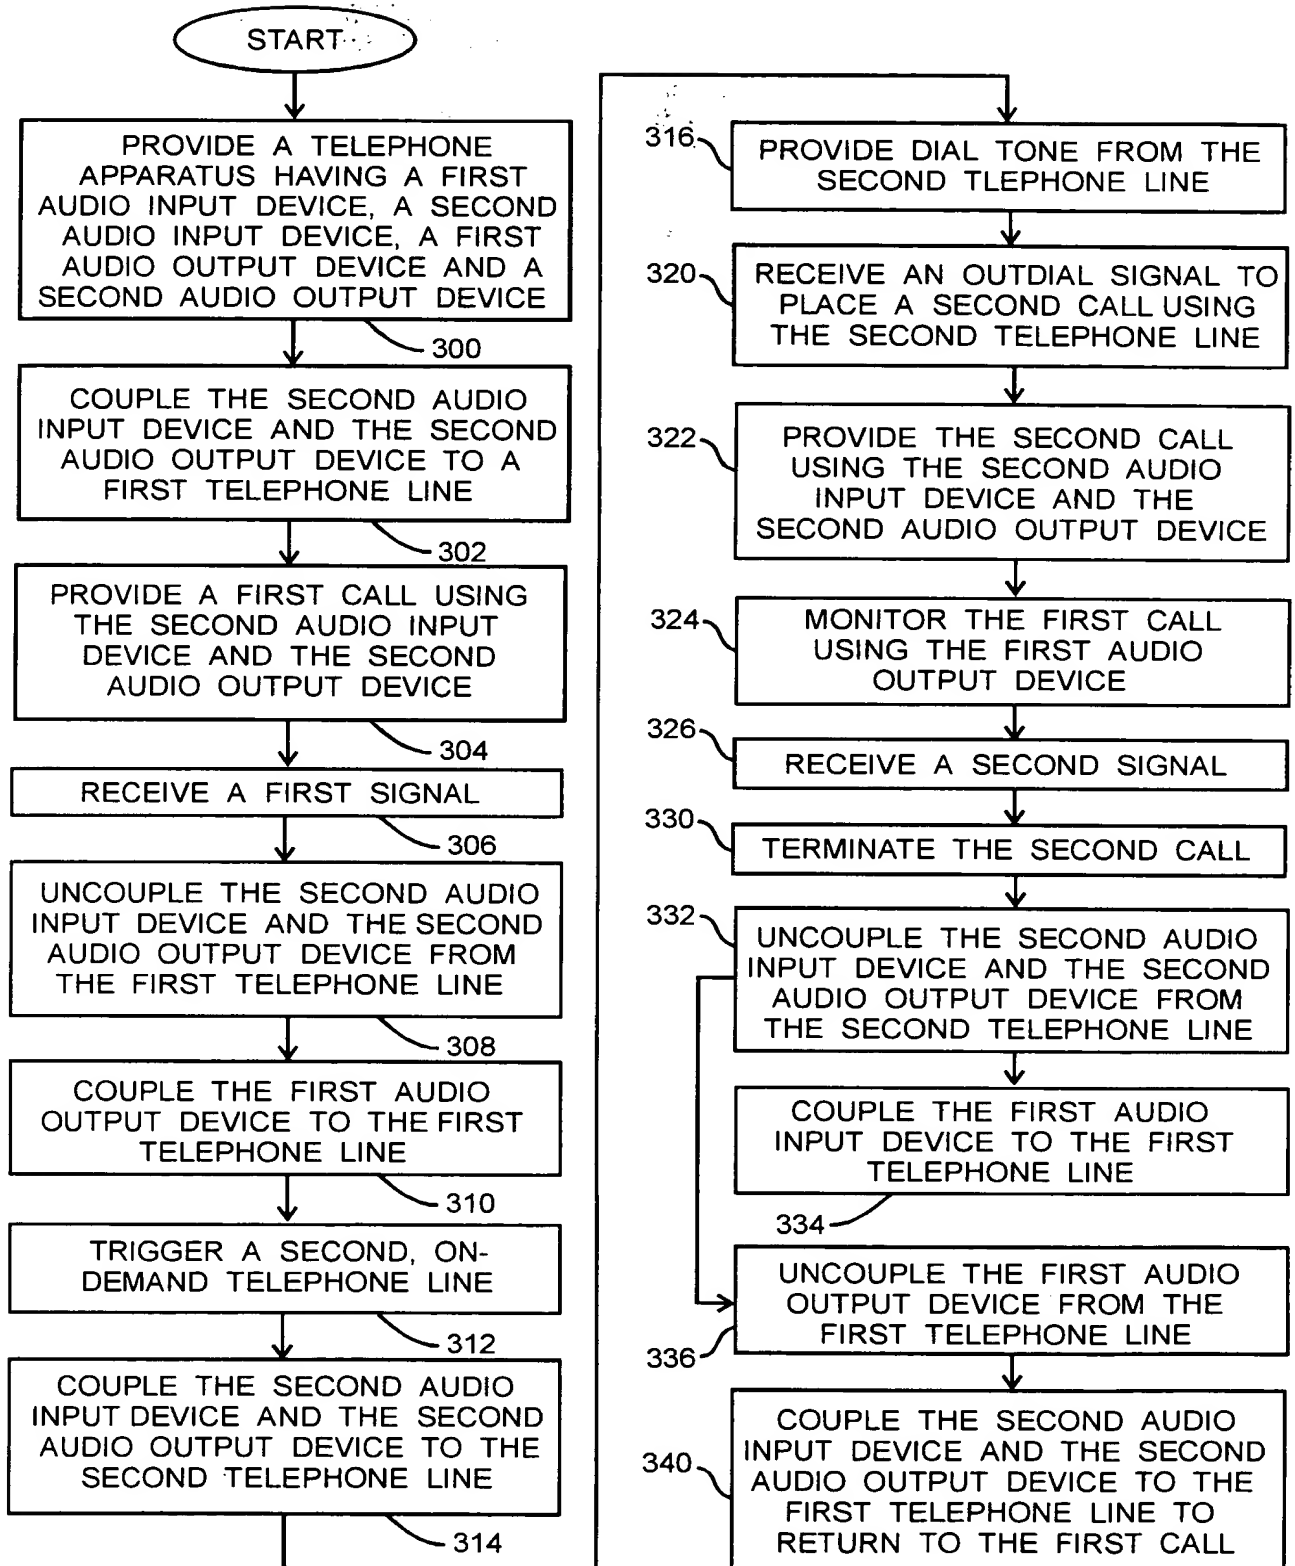 START
PROVIDE A TELEPHONE
APPARATUS HAVING A FIRST
AUDIO INPUT DEVICE, A SECOND
AUDIO INPUT DEVICE, A FIRST
AUDIO OUTPUT DEVICE AND A
SECOND AUDIO OUTPUT DEVICE
300
COUPLE THE SECOND AUDIO
INPUT DEVICE AND THE SECOND
AUDIO OUTPUT DEVICE TO A
FIRST TELEPHONE LINE
302
PROVIDE A FIRST CALL USING
THE SECOND AUDIO INPUT
DEVICE AND THE SECOND
AUDIO OUTPUT DEVICE
304
RECEIVE A FIRST SIGNAL
306
UNCOUPLE THE SECOND AUDIO
INPUT DEVICE AND THE SECOND
AUDIO OUTPUT DEVICE FROM
THE FIRST TELEPHONE LINE
308
COUPLE THE FIRST AUDIO
OUTPUT DEVICE TO THE FIRST
TELEPHONE LINE
310
TRIGGER A SECOND, ON-
DEMAND TELEPHONE LINE
312
COUPLE THE SECOND AUDIO
INPUT DEVICE AND THE SECOND
AUDIO OUTPUT DEVICE TO THE
SECOND TELEPHONE LINE
314
316
PROVIDE DIAL TONE FROM THE
SECOND TLEPHONE LINE
320
RECEIVE AN OUTDIAL SIGNAL TO
PLACE A SECOND CALL USING
THE SECOND TELEPHONE LINE
322
PROVIDE THE SECOND CALL
USING THE SECOND AUDIO
INPUT DEVICE AND THE
SECOND AUDIO OUTPUT DEVICE
324
MONITOR THE FIRST CALL
USING THE FIRST AUDIO
OUTPUT DEVICE
326
RECEIVE A SECOND SIGNAL
330
TERMINATE THE SECOND CALL
332
UNCOUPLE THE SECOND AUDIO
INPUT DEVICE AND THE SECOND
AUDIO OUTPUT DEVICE FROM
THE SECOND TELEPHONE LINE
COUPLE THE FIRST AUDIO
INPUT DEVICE TO THE FIRST
TELEPHONE LINE
334
UNCOUPLE THE FIRST AUDIO
OUTPUT DEVICE FROM THE
FIRST TELEPHONE LINE
336
COUPLE THE SECOND AUDIO
INPUT DEVICE AND THE SECOND
AUDIO OUTPUT DEVICE TO THE
FIRST TELEPHONE LINE TO
RETURN TO THE FIRST CALL
340